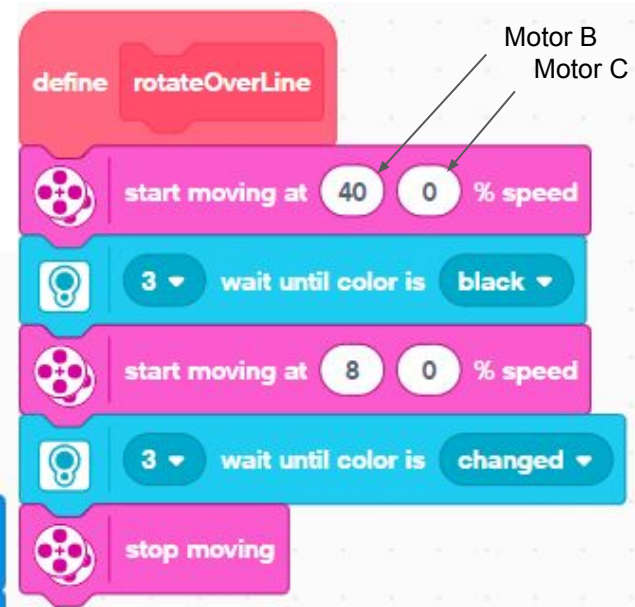 Motor B
Motor C
define rotateOverLine
start moving at 40 0 % speed
3 wait until color is black
start moving at 8 0 % speed
3 wait until color is changed
stop moving